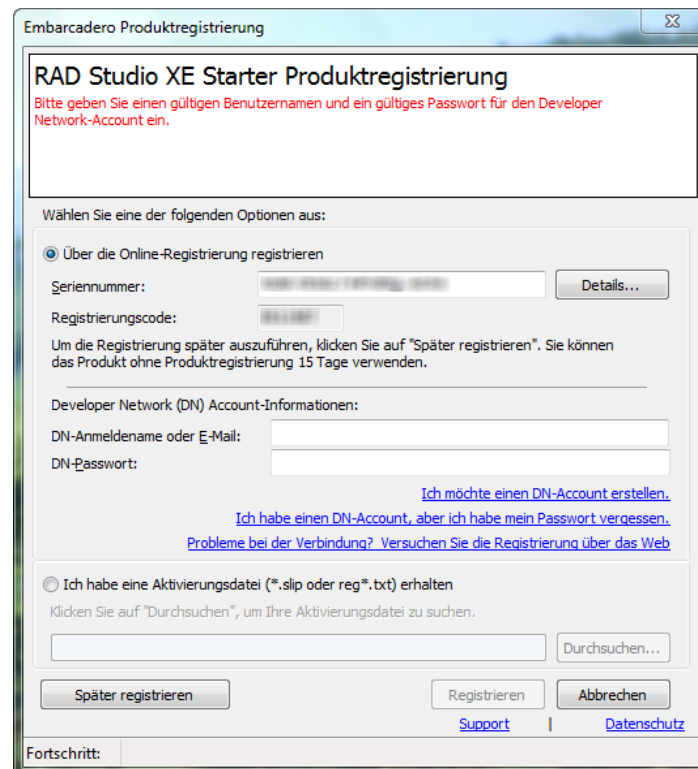 Embarcadero Produktregistrierung
RAD Studio XE Starter Produktregistrierung
Bitte geben Sie einen gültigen Benutzernamen und ein gültiges Passwort für den Developer
Network-Account ein.
Wählen Sie eine der folgenden Optionen aus:
Über die Online-Registrierung registrieren
Seriennummer:
Details...
Registrierungscode:
Um die Registrierung später auszuführen, klicken Sie auf "Später registrieren". Sie können
das Produkt ohne Produktregistrierung 15 Tage verwenden.
Developer Network (DN) Account-Informationen:
DN-Anmeldename oder E-Mail:
DN-Passwort:
Ich möchte einen DN-Account erstellen.
Ich habe einen DN-Account, aber ich habe mein Passwort vergessen.
Probleme bei der Verbindung? Versuchen Sie die Registrierung über das Web
Ich habe eine Aktivierungsdatei (*.slip oder reg*.txt) erhalten
Klicken Sie auf "Durchsuchen", um Ihre Aktivierungsdatei zu suchen.
Durchsuchen...
Später registrieren Registrieren Abbrechen
Support | Datenschutz
Fortschritt: